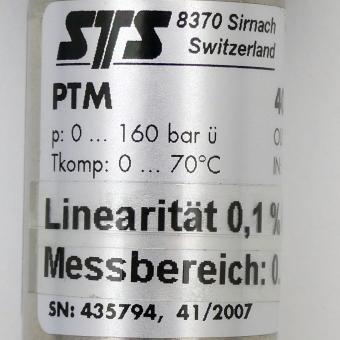 STS 8370 Sirnach
Switzerland
PTM
p: 0 ... 160 bar ü
Tkomp: 0 ... 70°C
Linearität 0,1 %
Messbereich: 0
SN: 435794, 41/2007